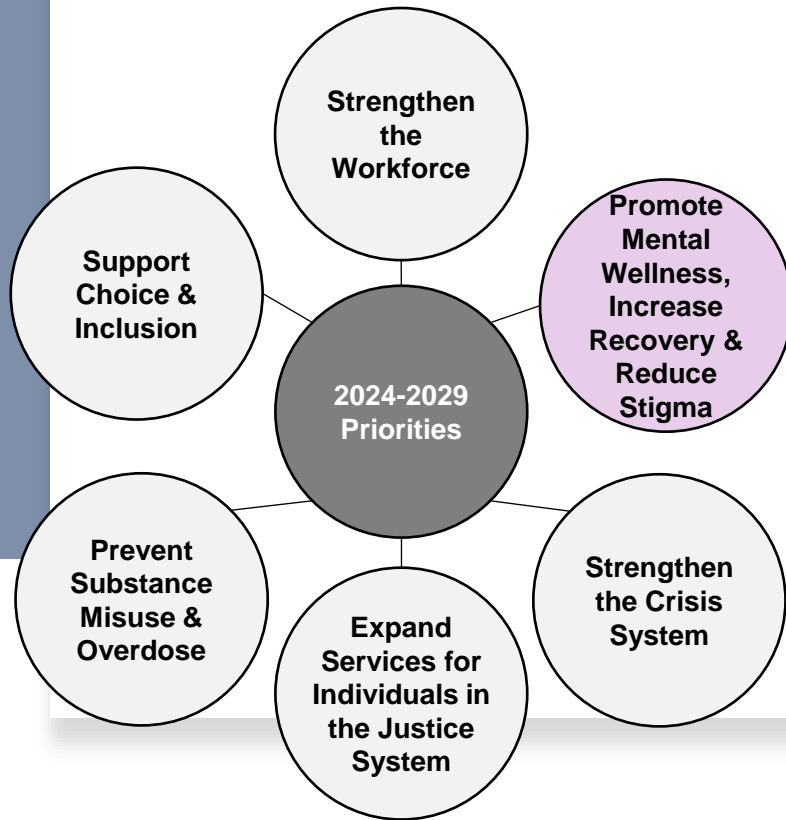 Strengthen
the
Workforce
Promote
Mental
Wellness,
Increase
Recovery &
Reduce
Stigma
Support
Choice &
Inclusion
2024-2029
Priorities
Prevent
Substance
Misuse &
Overdose
Strengthen
the Crisis
System
Expand
Services for
Individuals in
the Justice
System